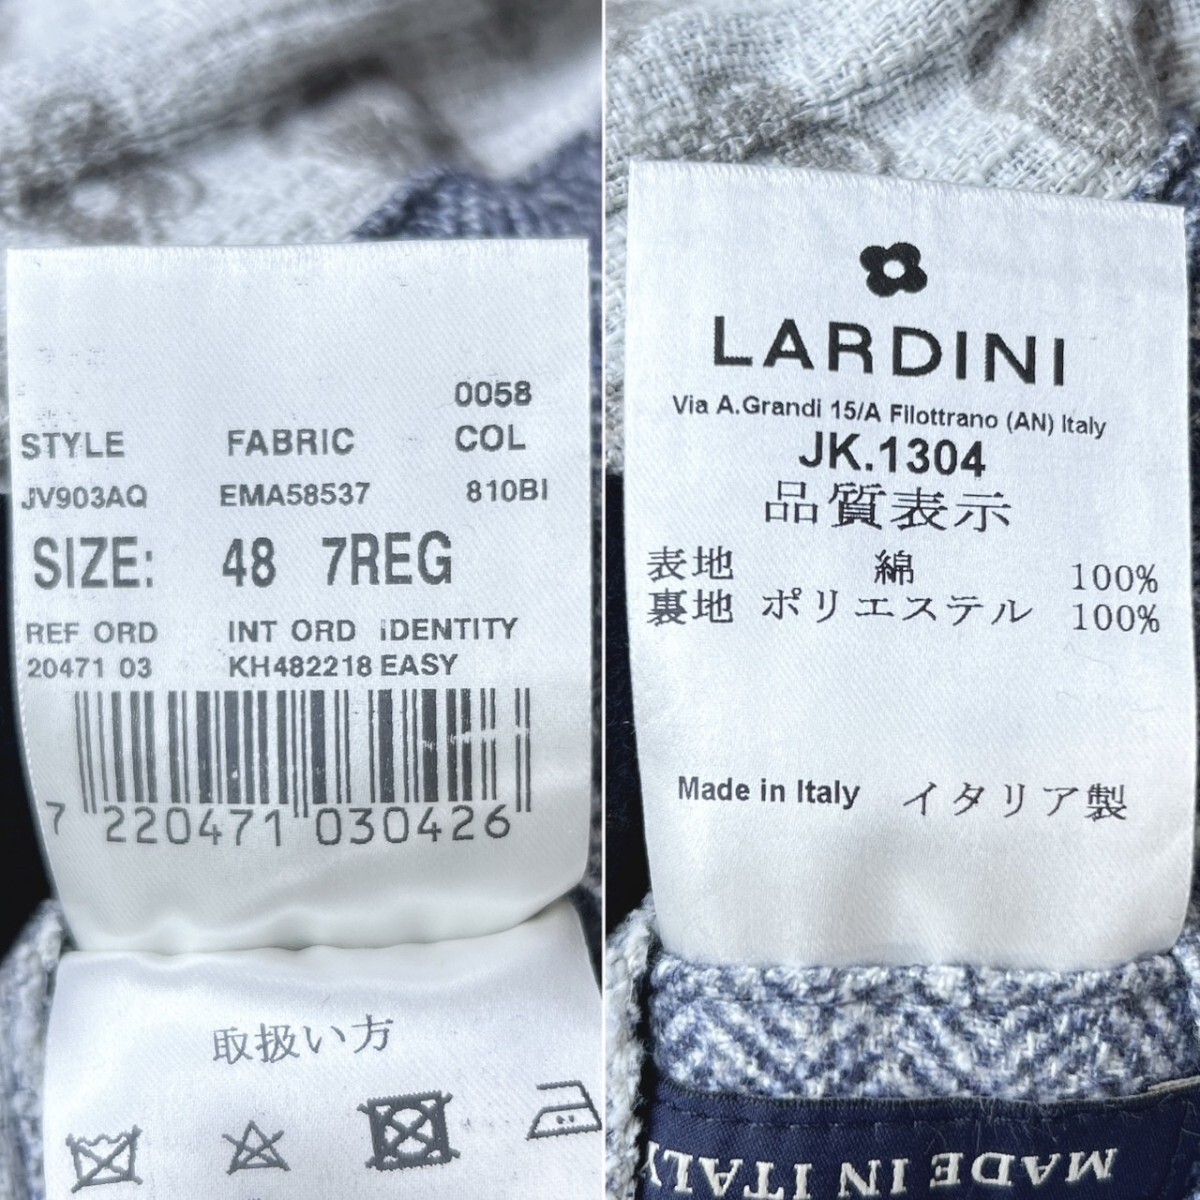 0058
STYLE FABRIC COL
JV903AQ EMA58537 810BI
SIZE: 48 7REG
REF ORD INT ORD IDENTITY
20471 03 KH482218 EASY
7 220471 030426
取扱い方
LARDINI
Via A.Grandi 15/A Filottrano (AN) Italy
JK.1304
品質表示
表地 綿 100%
裏地 ポリエステル 100%
Made in Italy イタリア製
MADE IN ITALY